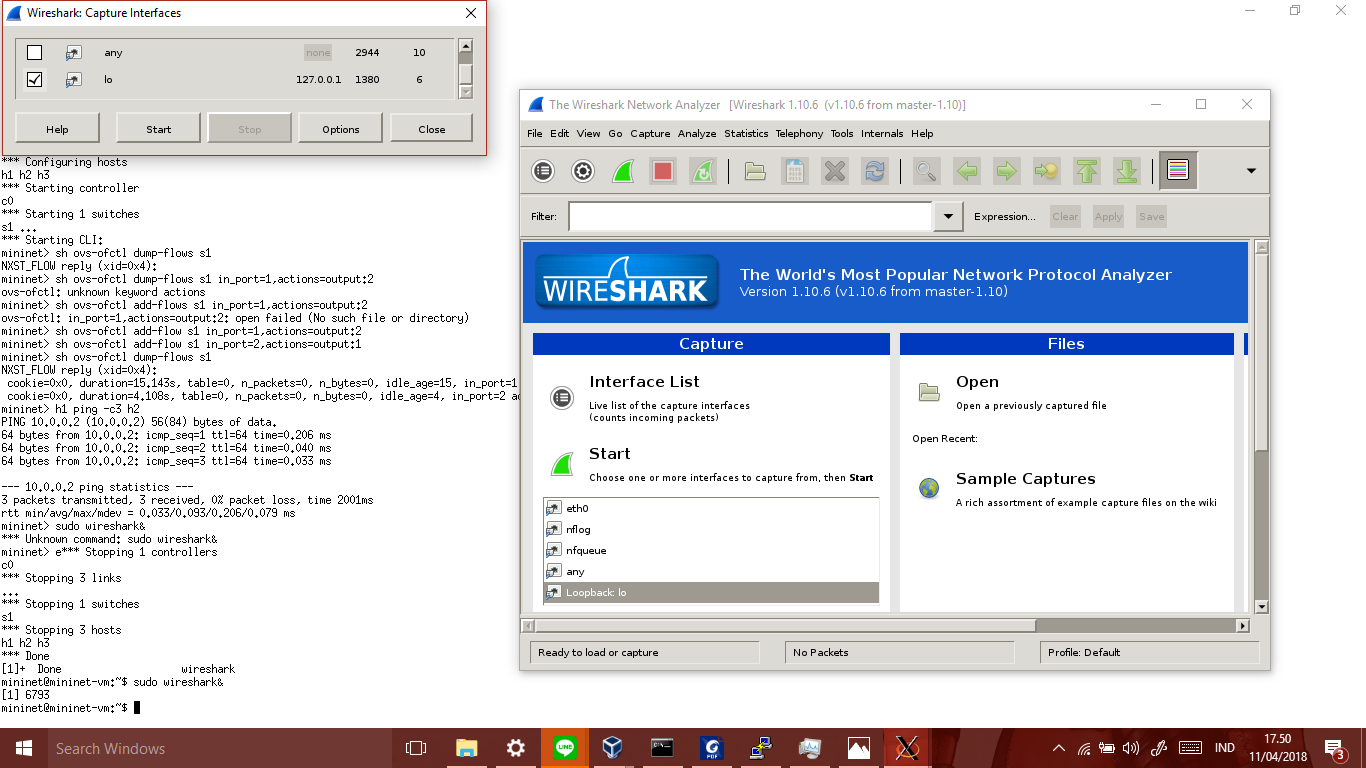 Wireshark: Capture Interfaces
any none 2944 10
lo 127.0.0.1 1380 6
Help Start Stop Options Close
*** Configuring hosts
h1 h2 h3
*** Starting controller
c0
*** Starting 1 switches
s1 ...
*** Starting CLI:
mininet> sh ovs-ofctl dump-flows s1
NXST_FLOW reply (xid=0x4):
mininet> sh ovs-ofctl dump-flows s1 in_port=1,actions=output:2
ovs-ofctl: unknown keyword actions
mininet> sh ovs-ofctl add-flows s1 in_port=1,actions=output:2
ovs-ofctl: in_port=1,actions=output:2: open failed (No such file or directory)
mininet> sh ovs-ofctl add-flow s1 in_port=1,actions=output:2
mininet> sh ovs-ofctl add-flow s1 in_port=2,actions=output:1
mininet> sh ovs-ofctl dump-flows s1
NXST_FLOW reply (xid=0x4):
cookie=0x0, duration=15.143s, table=0, n_packets=0, n_bytes=0, idle_age=15, in_port=1
cookie=0x0, duration=4.108s, table=0, n_packets=0, n_bytes=0, idle_age=4, in_port=2 a
mininet> h1 ping -c3 h2
PING 10.0.0.2 (10.0.0.2) 56(84) bytes of data.
64 bytes from 10.0.0.2: icmp_seq=1 ttl=64 time=0.206 ms
64 bytes from 10.0.0.2: icmp_seq=2 ttl=64 time=0.040 ms
64 bytes from 10.0.0.2: icmp_seq=3 ttl=64 time=0.033 ms
--- 10.0.0.2 ping statistics ---
3 packets transmitted, 3 received, 0% packet loss, time 2001ms
rtt min/avg/max/mdev = 0.033/0.093/0.206/0.079 ms
mininet> sudo wireshark&
*** Unknown command: sudo wireshark&
mininet> e*** Stopping 1 controllers
c0
*** Stopping 3 links
...
*** Stopping 1 switches
s1
*** Stopping 3 hosts
h1 h2 h3
*** Done
[1]+  Done                    wireshark
mininet@mininet-vm:~$ sudo wireshark&
[1] 6793
mininet@mininet-vm:~$
The Wireshark Network Analyzer [Wireshark 1.10.6 (v1.10.6 from master-1.10)]
File Edit View Go Capture Analyze Statistics Telephony Tools Internals Help
Filter: Expression... Clear Apply Save
WIRESHARK
The World's Most Popular Network Protocol Analyzer
Version 1.10.6 (v1.10.6 from master-1.10)
Capture
Interface List
Live list of the capture interfaces
(counts incoming packets)
Start
Choose one or more interfaces to capture from, then Start
eth0
nflog
nfqueue
any
Loopback: lo
Files
Open
Open a previously captured file
Open Recent:
Sample Captures
A rich assortment of example capture files on the wiki
Ready to load or capture No Packets Profile: Default
Search Windows
LINE
PDF
IND
17.50
11/04/2018
3